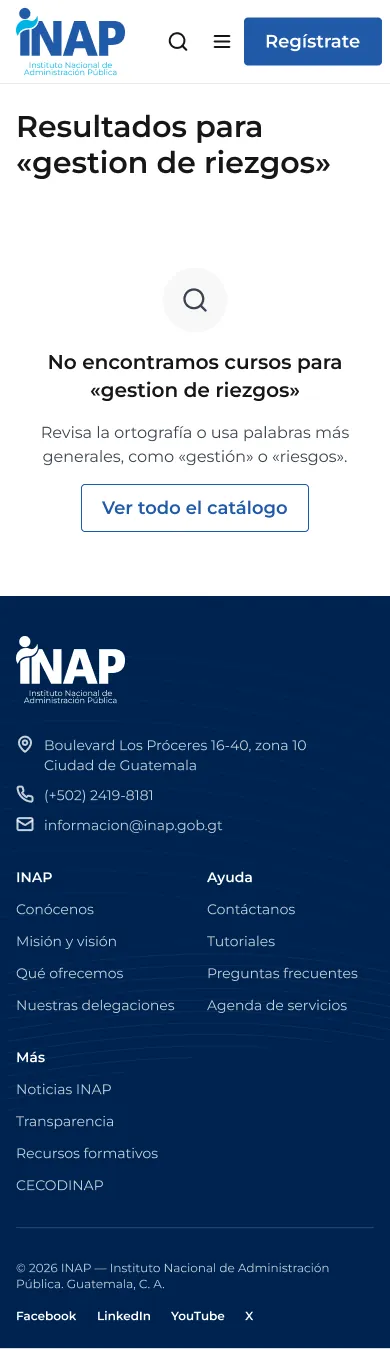 INAP
Instituto Nacional de
Administración Pública
Regístrate
Resultados para
«gestion de riezgos»
No encontramos cursos para
«gestion de riezgos»
Revisa la ortografía o usa palabras más
generales, como «gestión» o «riesgos».
Ver todo el catálogo
INAP
Instituto Nacional de
Administración Pública
Boulevard Los Próceres 16-40, zona 10
Ciudad de Guatemala
(+502) 2419-8181
informacion@inap.gob.gt
INAP
Conócenos
Misión y visión
Qué ofrecemos
Nuestras delegaciones
Ayuda
Contáctanos
Tutoriales
Preguntas frecuentes
Agenda de servicios
Más
Noticias INAP
Transparencia
Recursos formativos
CECODINAP
© 2026 INAP — Instituto Nacional de Administración
Pública. Guatemala, C. A.
Facebook LinkedIn YouTube X